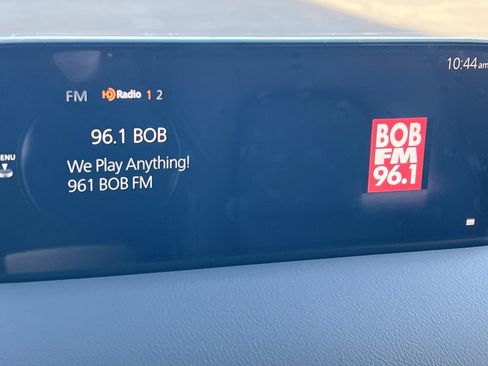 10:44 am
FM HD Radio 1 2
96.1 BOB
MENU
We Play Anything!
961 BOB FM
BOB
FM
96.1